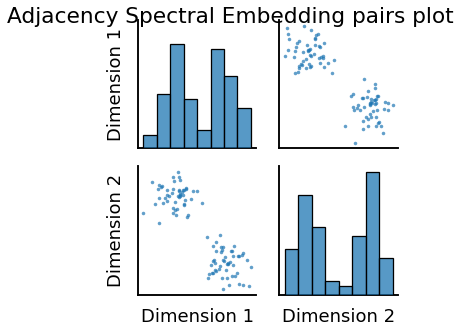 Adjacency Spectral Embedding pairs plot
Dimension 1
Dimension 2
Dimension 1
Dimension 2